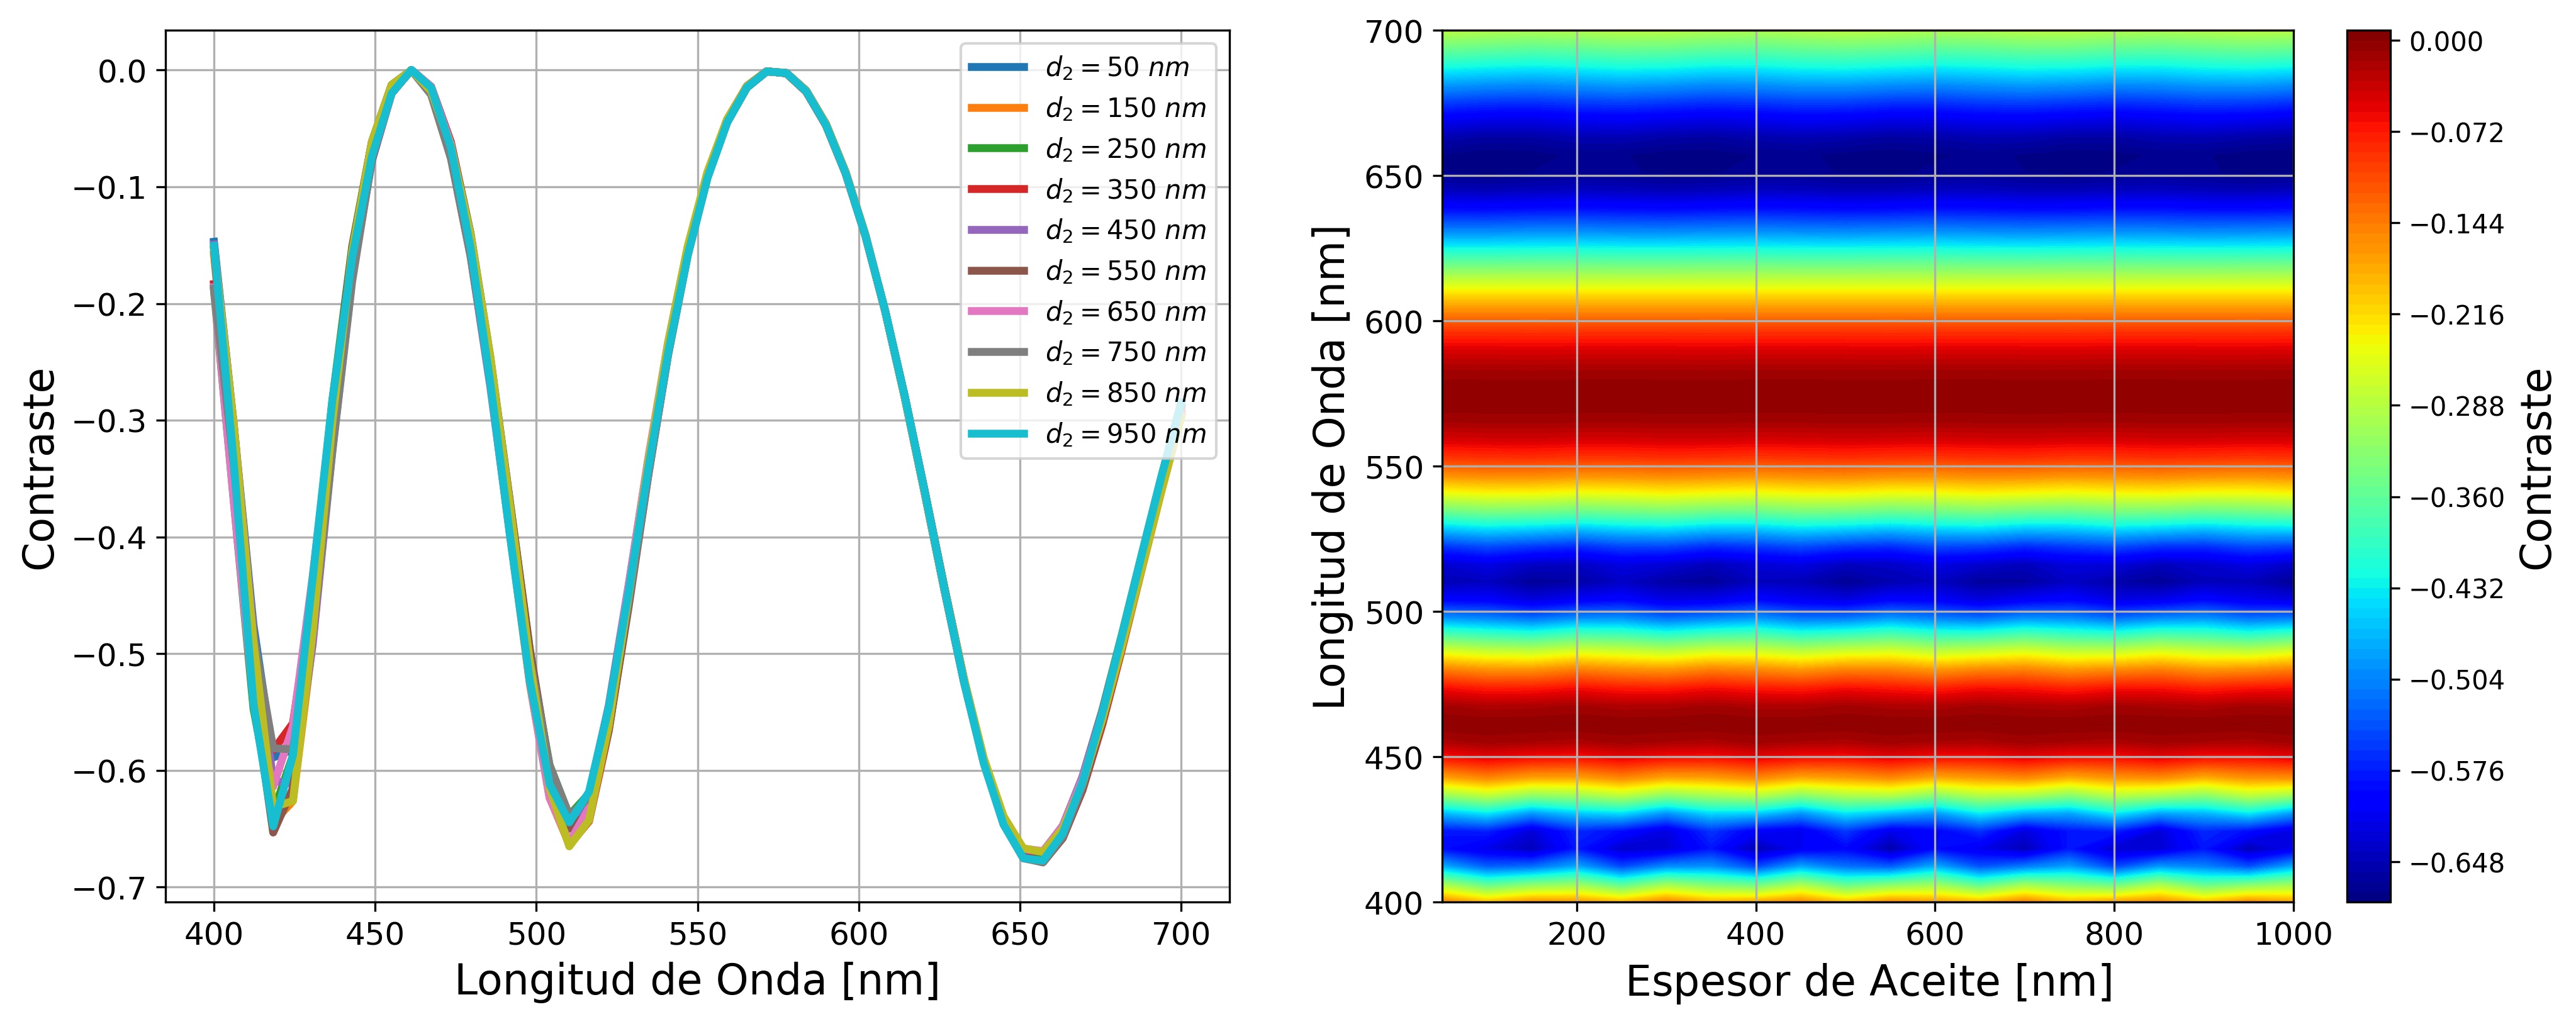 Contraste
0.0
−0.1
−0.2
−0.3
−0.4
−0.5
−0.6
−0.7
400 450 500 550 600 650 700
Longitud de Onda [nm]
d₂ = 50 nm
d₂ = 150 nm
d₂ = 250 nm
d₂ = 350 nm
d₂ = 450 nm
d₂ = 550 nm
d₂ = 650 nm
d₂ = 750 nm
d₂ = 850 nm
d₂ = 950 nm
Longitud de Onda [nm]
700
650
600
550
500
450
400
200 400 600 800 1000
Espesor de Aceite [nm]
0.000
−0.072
−0.144
−0.216
−0.288
−0.360
−0.432
−0.504
−0.576
−0.648
Contraste